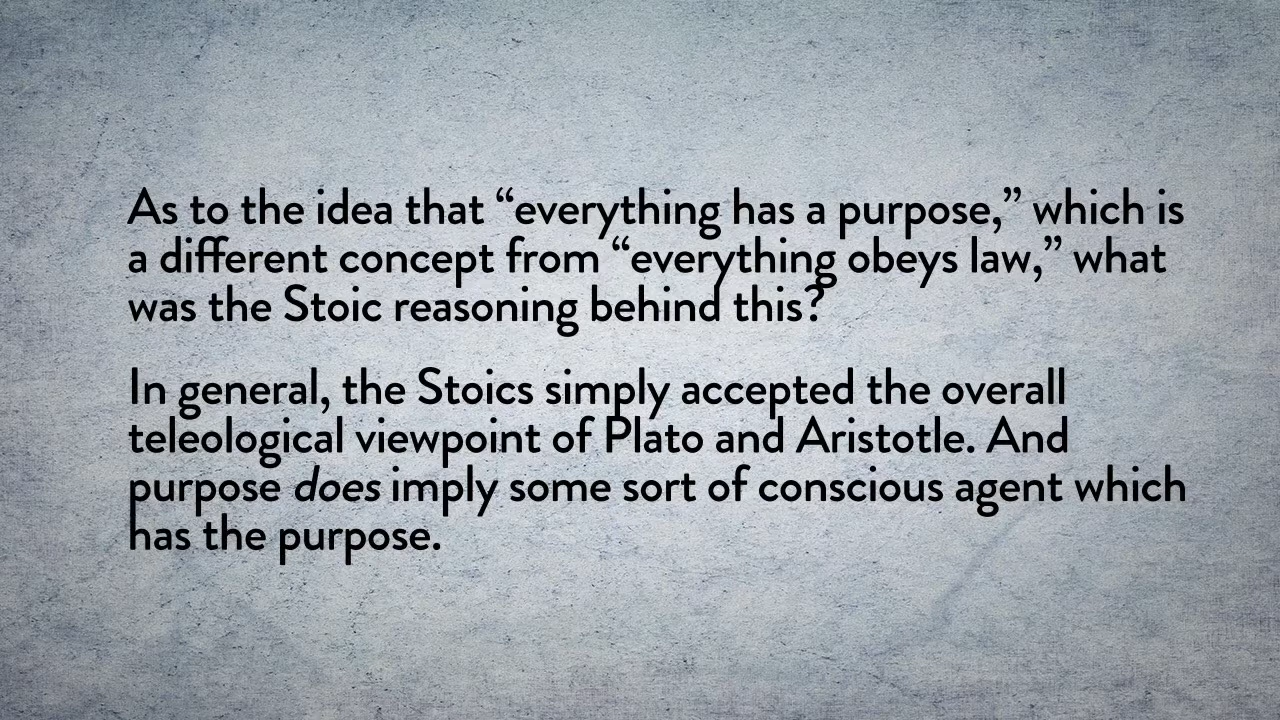 As to the idea that “everything has a purpose,” which is
a different concept from “everything obeys law,” what
was the Stoic reasoning behind this?
In general, the Stoics simply accepted the overall
teleological viewpoint of Plato and Aristotle. And
purpose does imply some sort of conscious agent which
has the purpose.